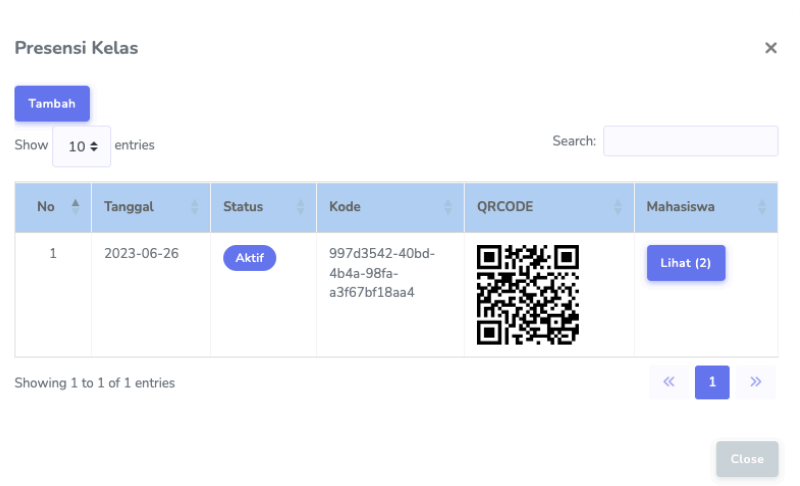 Presensi Kelas
Tambah
Show 10 entries
Search:
No Tanggal Status Kode QRCODE Mahasiswa
1 2023-06-26 Aktif 997d3542-40bd-
4b4a-98fa-
a3f67bf18aa4 Lihat (2)
Showing 1 to 1 of 1 entries
« 1 »
Close